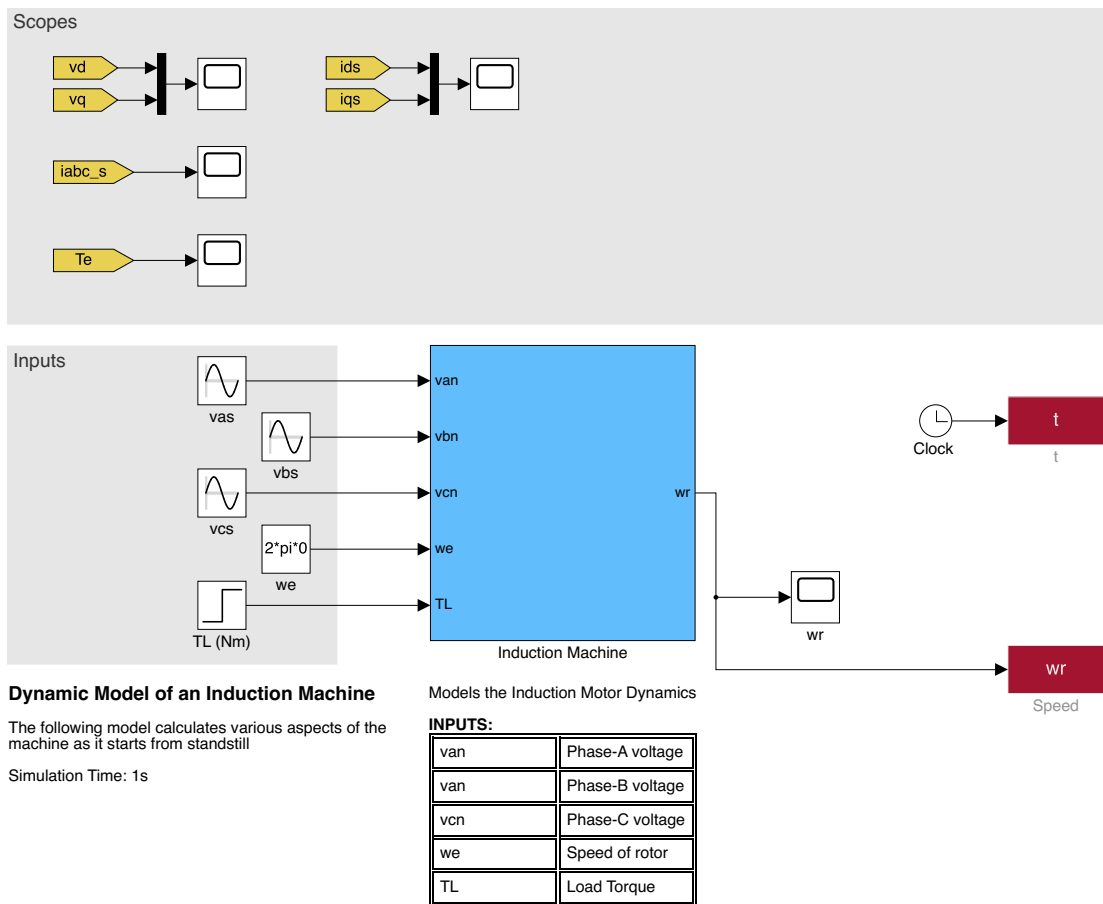 Scopes
vd
vq
ids
iqs
iabc_s
Te
Inputs
vas
vbs
vcs
2*pi*0
we
TL (Nm)
van
vbn
vcn
we
TL
wr
Induction Machine
Clock
t
t
wr
wr
Speed
Dynamic Model of an Induction Machine
The following model calculates various aspects of the
machine as it starts from standstill
Simulation Time: 1s
Models the Induction Motor Dynamics
INPUTS:
van Phase-A voltage
van Phase-B voltage
vcn Phase-C voltage
we Speed of rotor
TL Load Torque